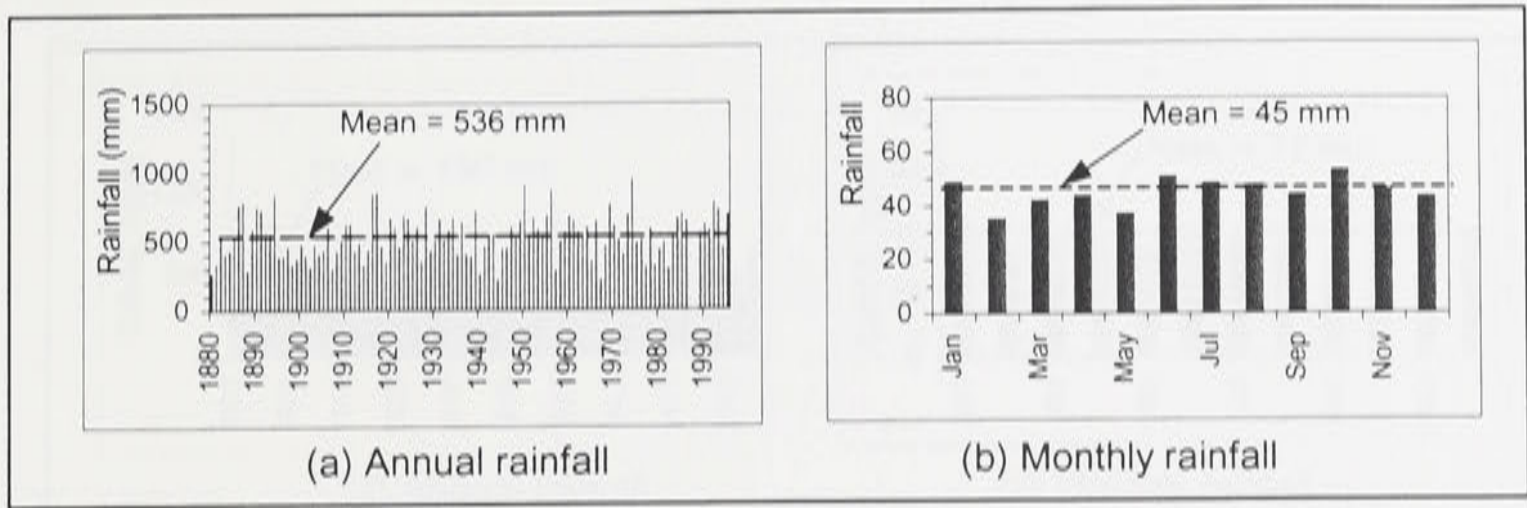 Rainfall (mm)
1500
1000
500
0
Mean = 536 mm
1880
1890
1900
1910
1920
1930
1940
1950
1960
1970
1980
1990
(a) Annual rainfall
Rainfall
80
60
40
20
0
Mean = 45 mm
Jan
Mar
May
Jul
Sep
Nov
(b) Monthly rainfall